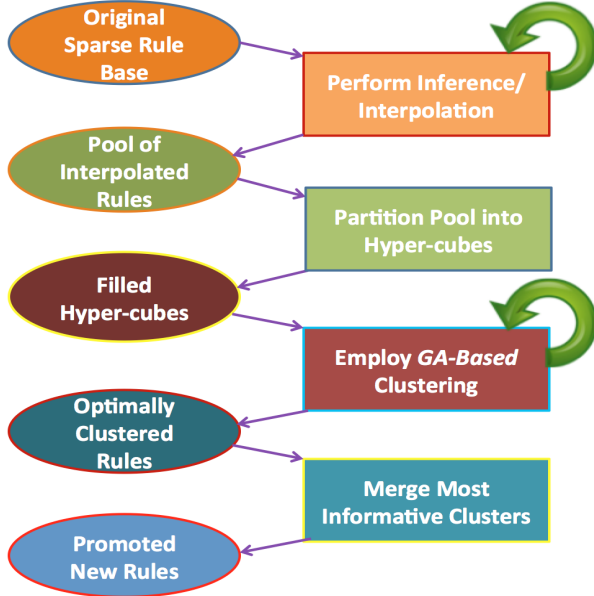 Original
Sparse Rule
Base
Perform Inference/
Interpolation
Pool of
Interpolated
Rules
Partition Pool into
Hyper-cubes
Filled
Hyper-cubes
Employ GA-Based
Clustering
Optimally
Clustered
Rules
Merge Most
Informative Clusters
Promoted
New Rules